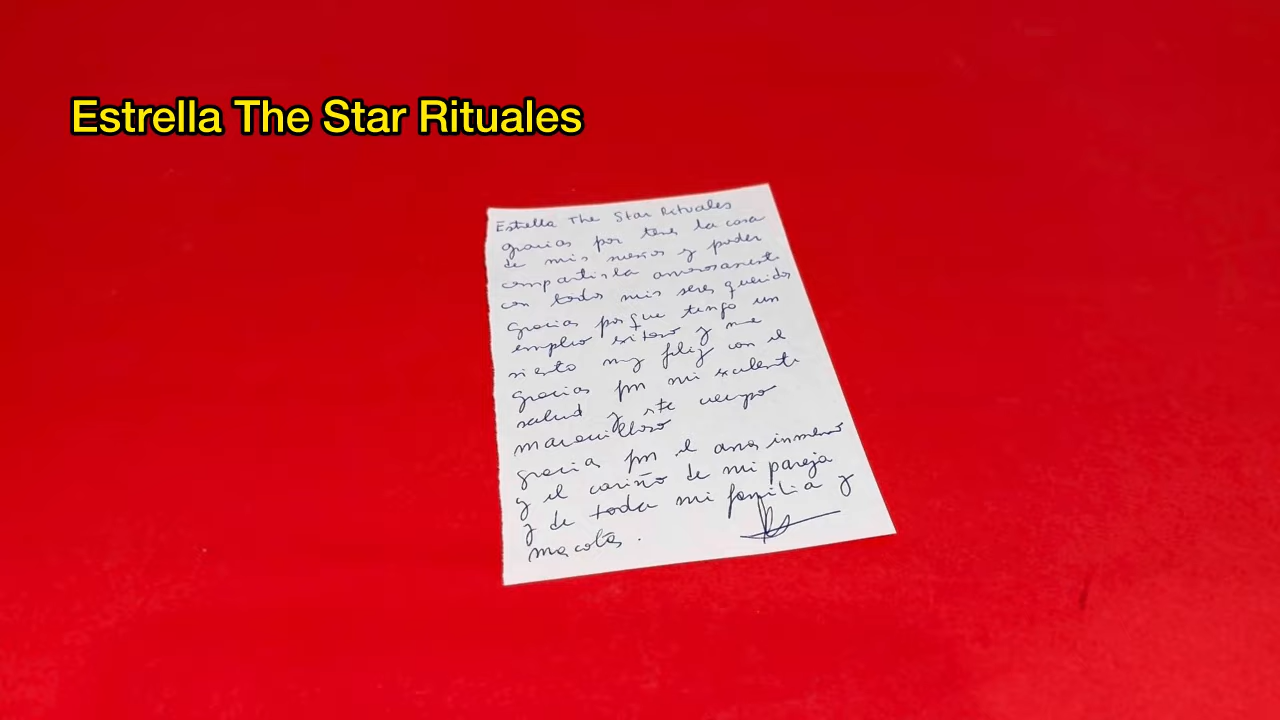 Estrella The Star Rituales
Estrella The Star Rituales
gracias por tener la casa
de mis sueños y poder
compartirla amorosamente
con todos mis seres queridos
gracias porque tengo un
empleo exitoso y me
siento muy feliz con el
gracias por mi exelente
salud y este cuerpo
maravilloso
gracias por el amor inmenso
y el cariño de mi pareja
y de toda mi familia y
mascotas.